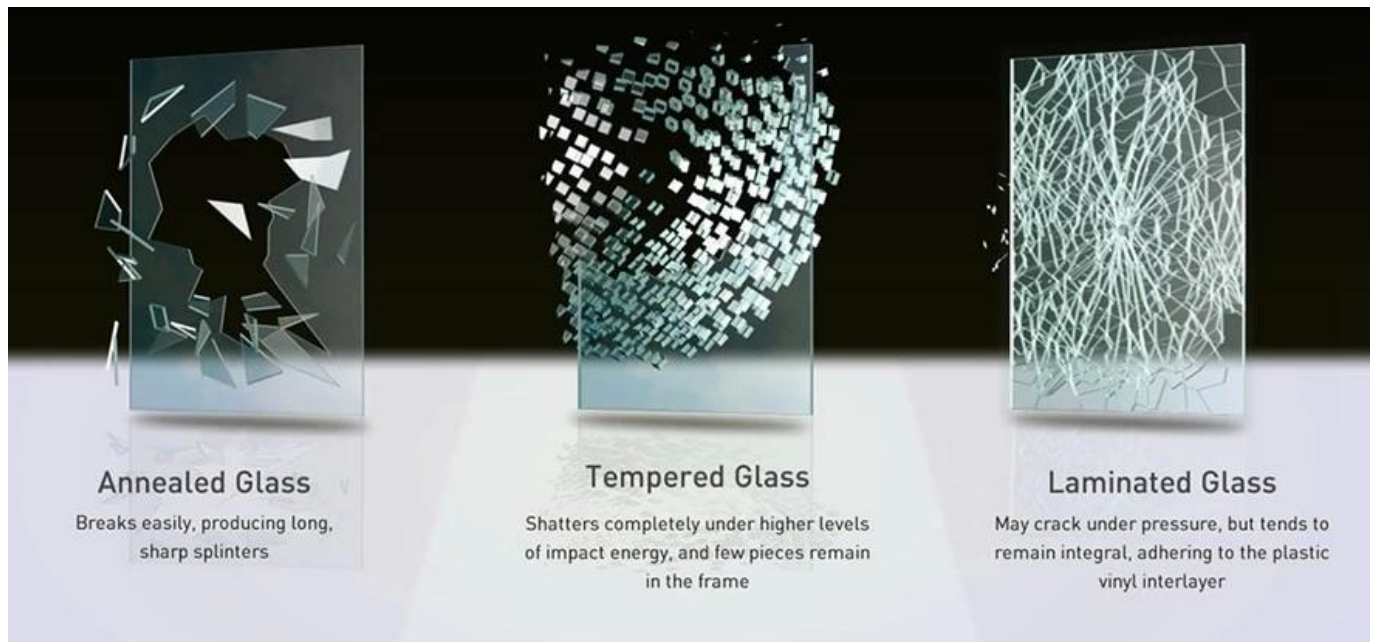 Annealed Glass
Breaks easily, producing long,
sharp splinters
Tempered Glass
Shatters completely under higher levels
of impact energy, and few pieces remain
in the frame
Laminated Glass
May crack under pressure, but tends to
remain integral, adhering to the plastic
vinyl interlayer